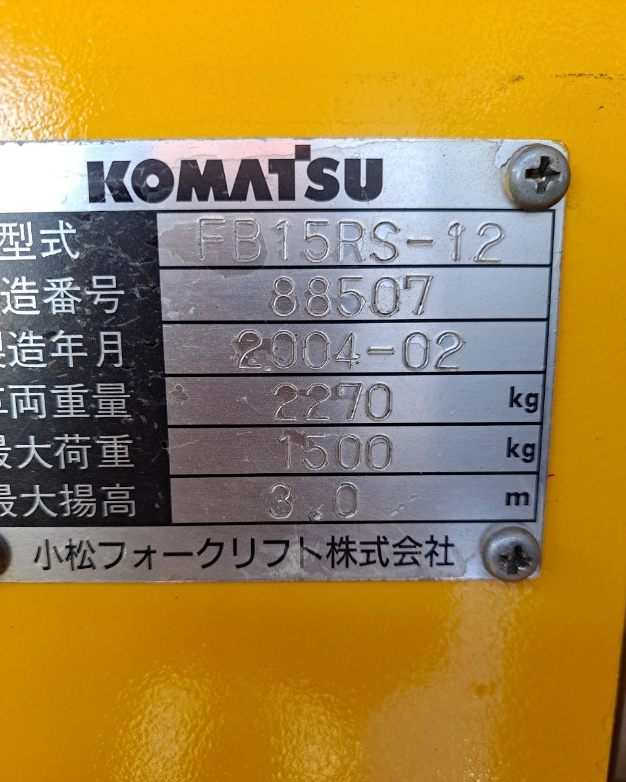 KOMATSU
型式 FB15RS-12
造番号 88507
製造年月 2004-02
車両重量 2270 kg
最大荷重 1500 kg
最大揚高 3.0 m
小松フォークリフト株式会社